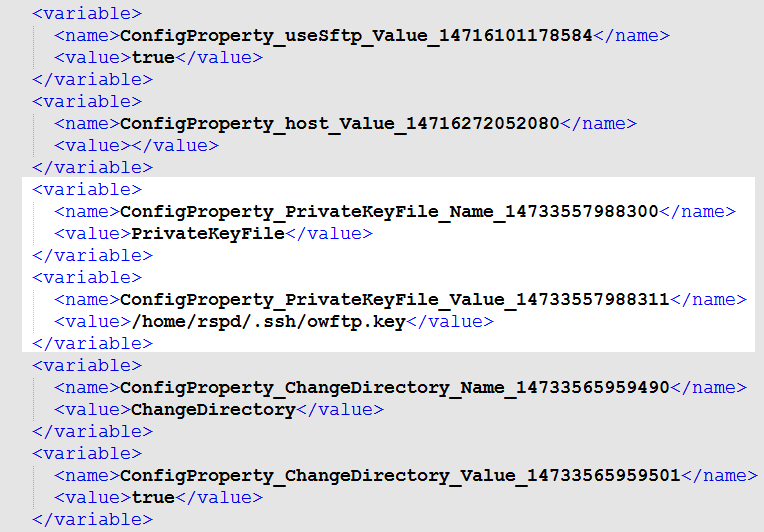 <variable>
<name>ConfigProperty_useSftp_Value_14716101178584</name>
<value>true</value>
</variable>
<variable>
<name>ConfigProperty_host_Value_14716272052080</name>
<value></value>
</variable>
<variable>
<name>ConfigProperty_PrivateKeyFile_Name_14733557988300</name>
<value>PrivateKeyFile</value>
</variable>
<variable>
<name>ConfigProperty_PrivateKeyFile_Value_14733557988311</name>
<value>/home/rspd/.ssh/owftp.key</value>
</variable>
<variable>
<name>ConfigProperty_ChangeDirectory_Name_14733565959490</name>
<value>ChangeDirectory</value>
</variable>
<variable>
<name>ConfigProperty_ChangeDirectory_Value_14733565959501</name>
<value>true</value>
</variable>